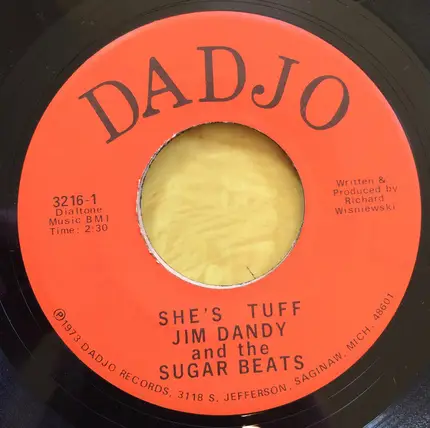 DADJO
3216-1
Dialtone
Music BMI
Time: 2:30
Written &
Produced by
Richard
Wisniewski
SHE'S TUFF
JIM DANDY
and the
SUGAR BEATS
℗1973 DADJO RECORDS, 3118 S. JEFFERSON, SAGINAW, MICH. 48601